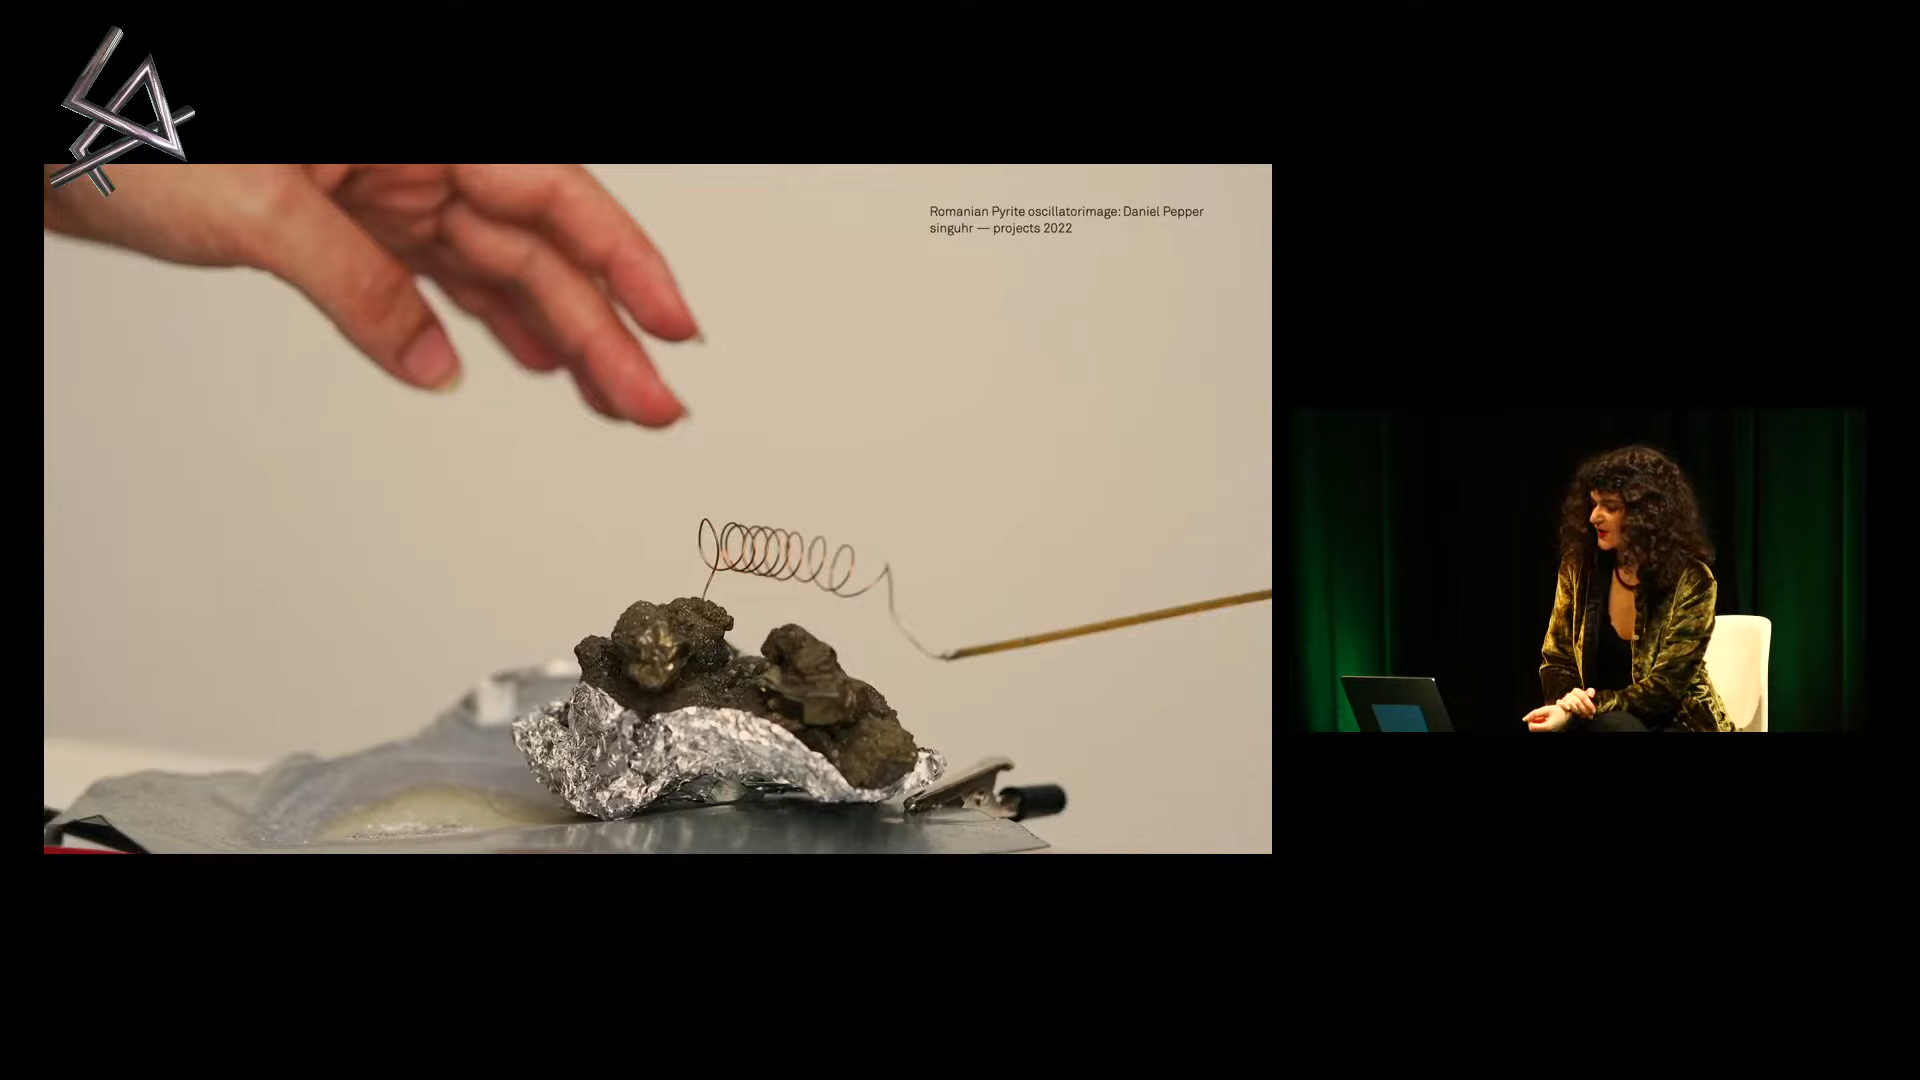 Romanian Pyrite oscillatorimage: Daniel Pepper
singuhr — projects 2022